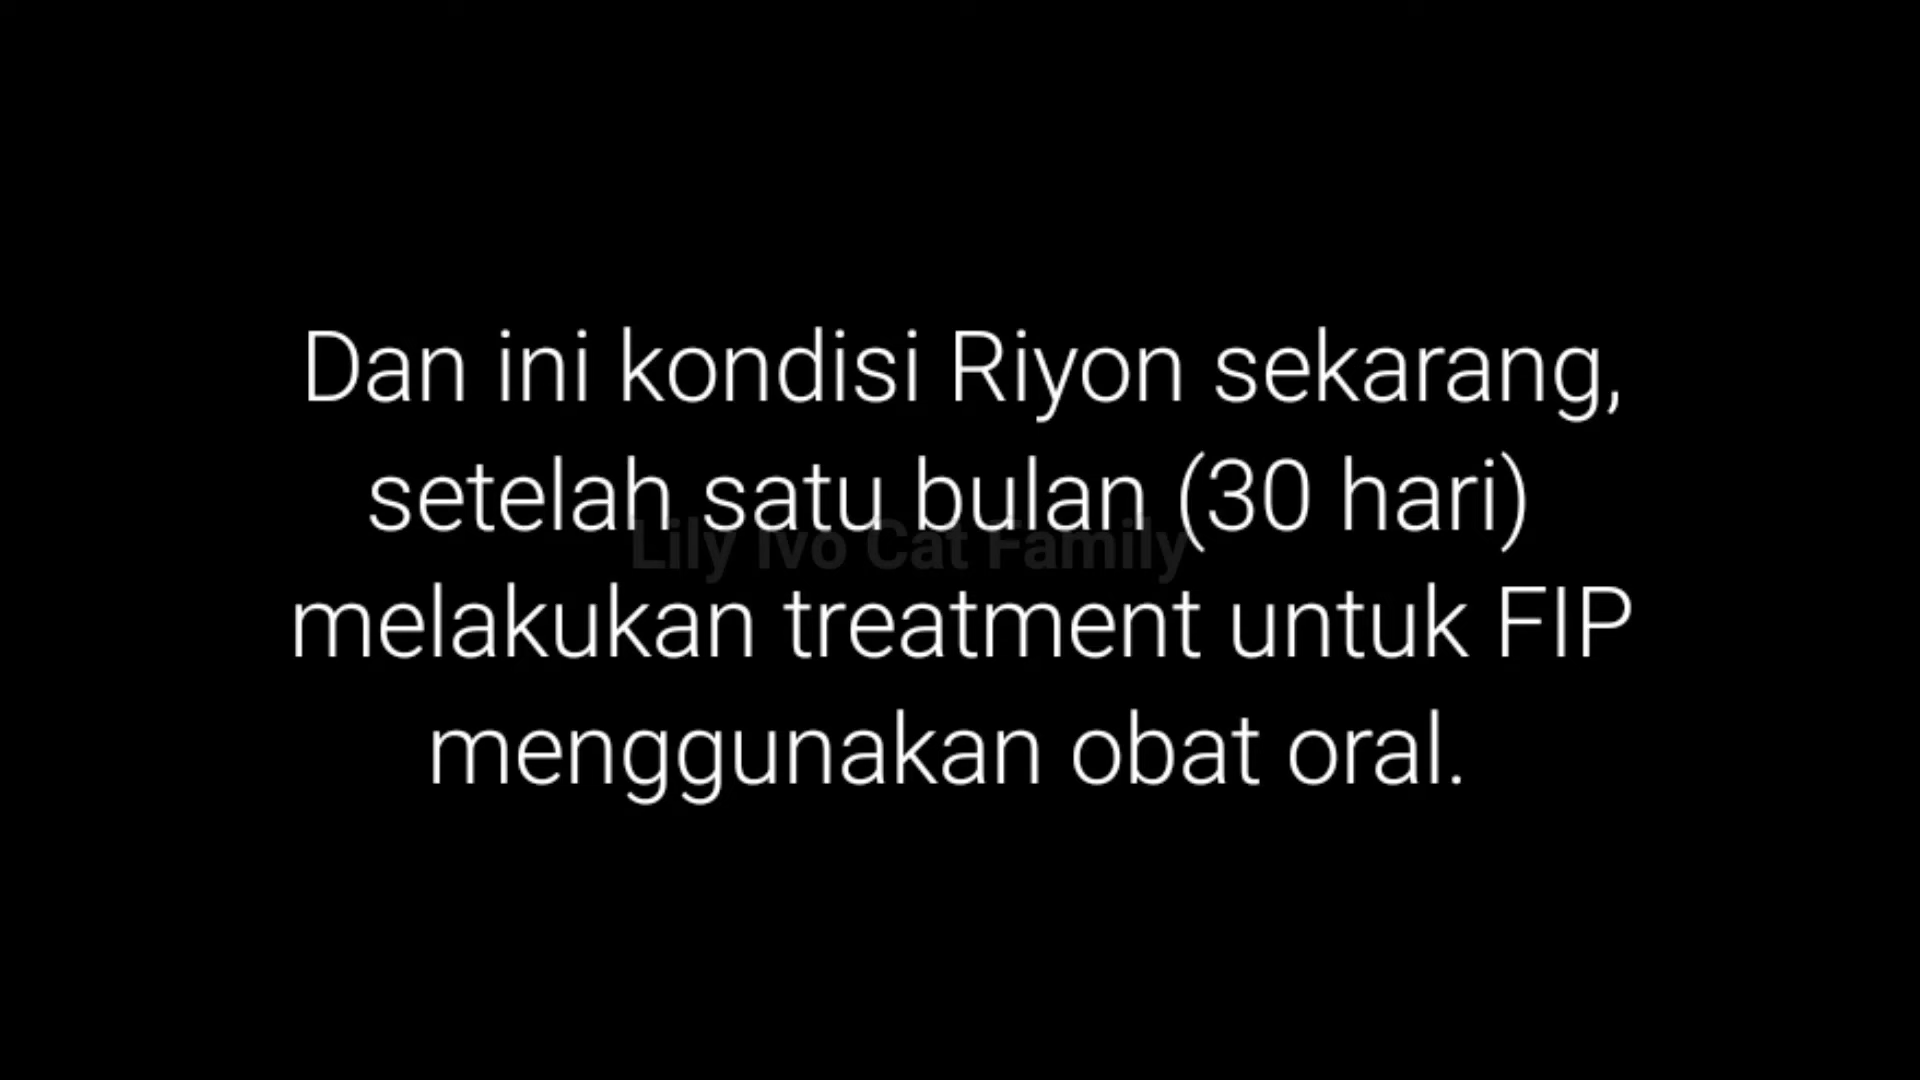 Dan ini kondisi Riyon sekarang,
setelah satu bulan (30 hari)
Lily Ivo Cat Family
melakukan treatment untuk FIP
menggunakan obat oral.